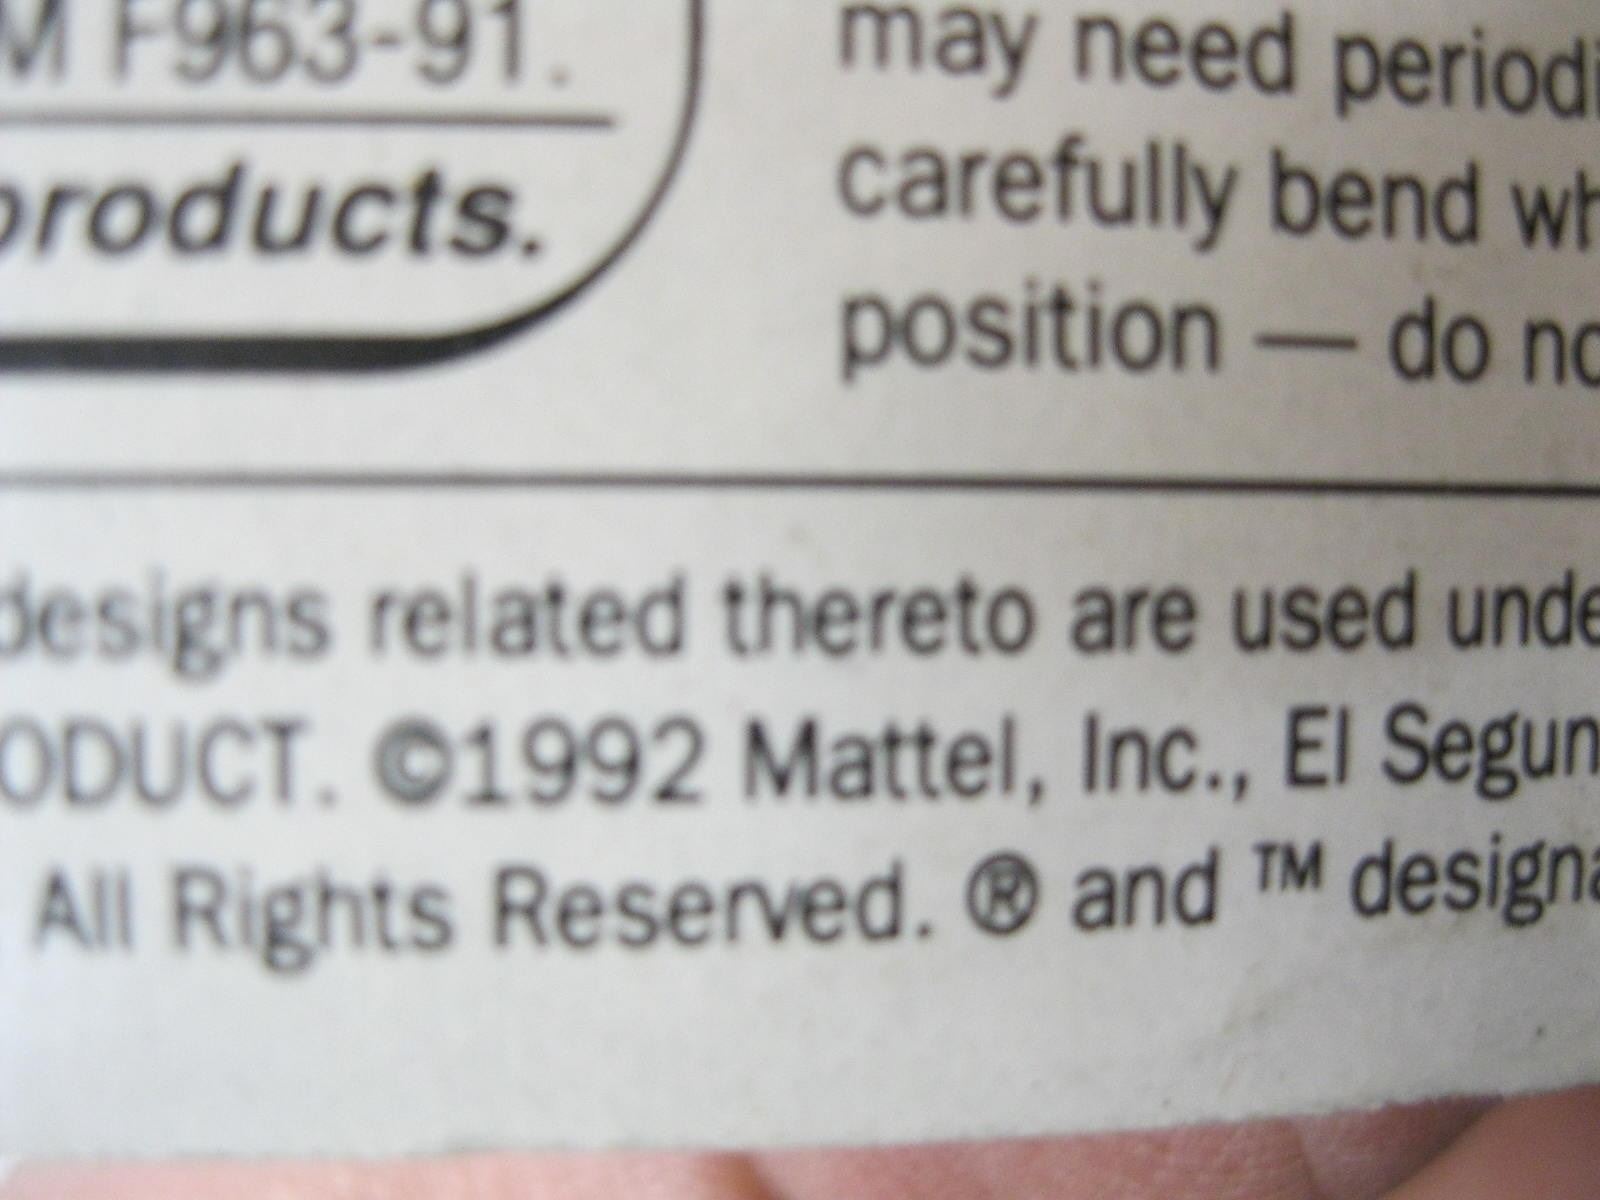 M F963-91.
products.
may need periodi
carefully bend wh
position — do no
designs related thereto are used unde
ODUCT. ©1992 Mattel, Inc., El Segun
All Rights Reserved. ® and ™ designa